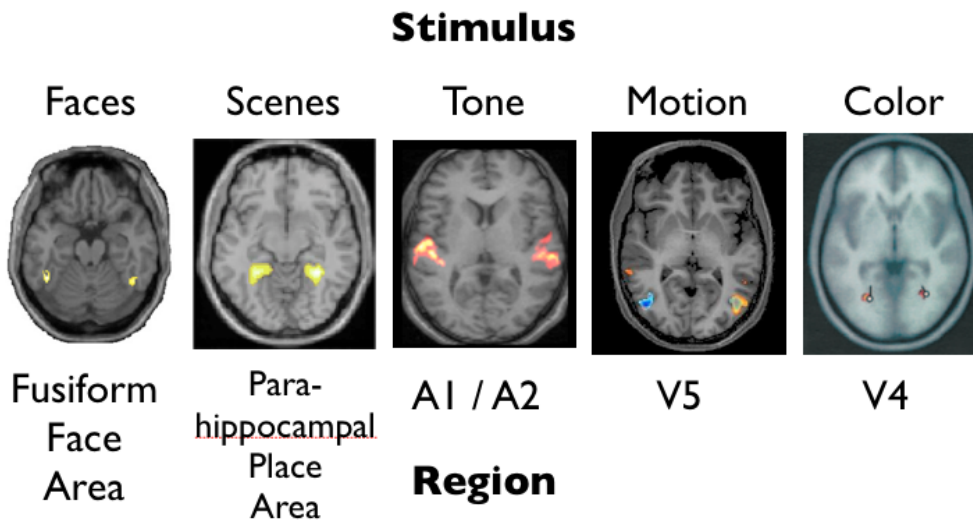 Stimulus
Faces
Scenes
Tone
Motion
Color
Fusiform
Face
Area
Para-
hippocampal
Place
Area
A1 / A2
V5
V4
Region